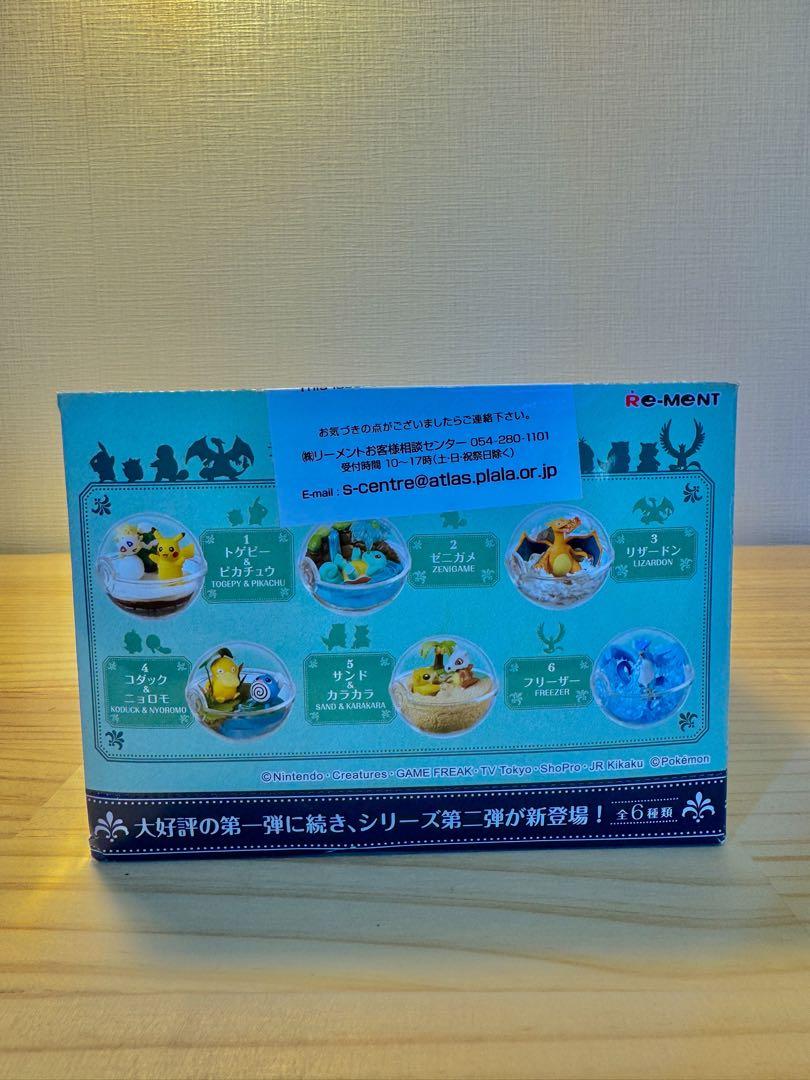 Re-MENT
お気づきの点がございましたらご連絡下さい。
㈱リーメントお客様相談センター 054-280-1101
受付時間 10〜17時(土・日・祝祭日除く)
E-mail : s-centre@atlas.plala.or.jp
1
トゲピー
&
ピカチュウ
TOGEPY & PIKACHU
2
ゼニガメ
ZENIGAME
3
リザードン
LIZARDON
4
コダック
&
ニョロモ
KODUCK & NYOROMO
5
サンド
&
カラカラ
SAND & KARAKARA
6
フリーザー
FREEZER
©Nintendo・Creatures・GAME FREAK・TV Tokyo・ShoPro・JR Kikaku ©Pokémon
大好評の第一弾に続き、シリーズ第二弾が新登場！ 全6種類